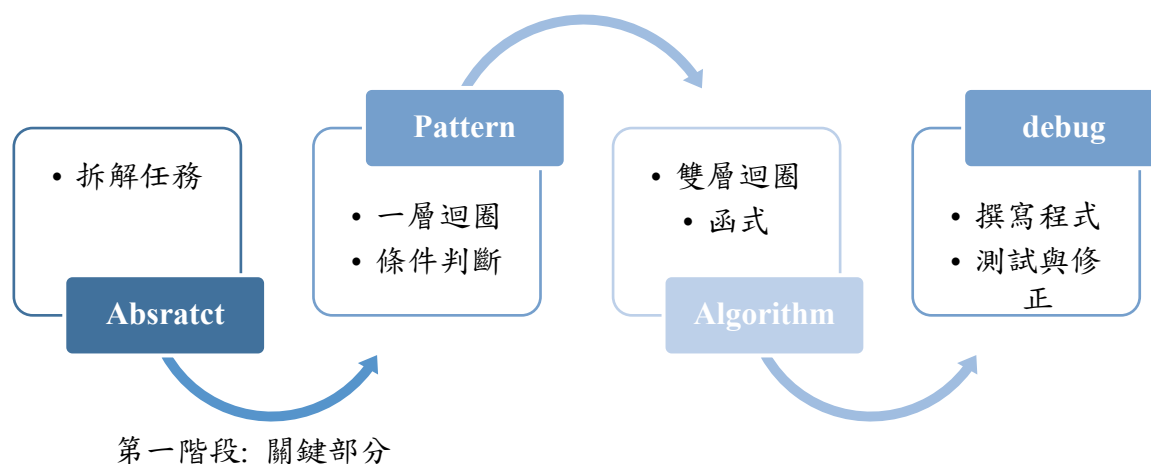 • 拆解任務
Absratct
Pattern
• 一層迴圈
• 條件判斷
• 雙層迴圈
• 函式
Algorithm
debug
• 撰寫程式
• 測試與修
正
第一階段: 關鍵部分